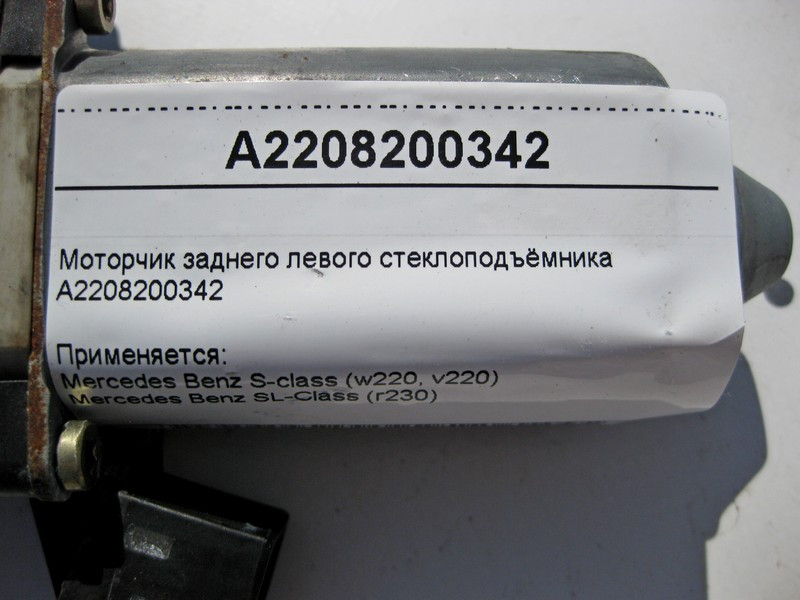 A2208200342
Моторчик заднего левого стеклоподъёмника
A2208200342
Применяется:
Mercedes Benz S-class (w220, v220)
Mercedes Benz SL-Class (r230)